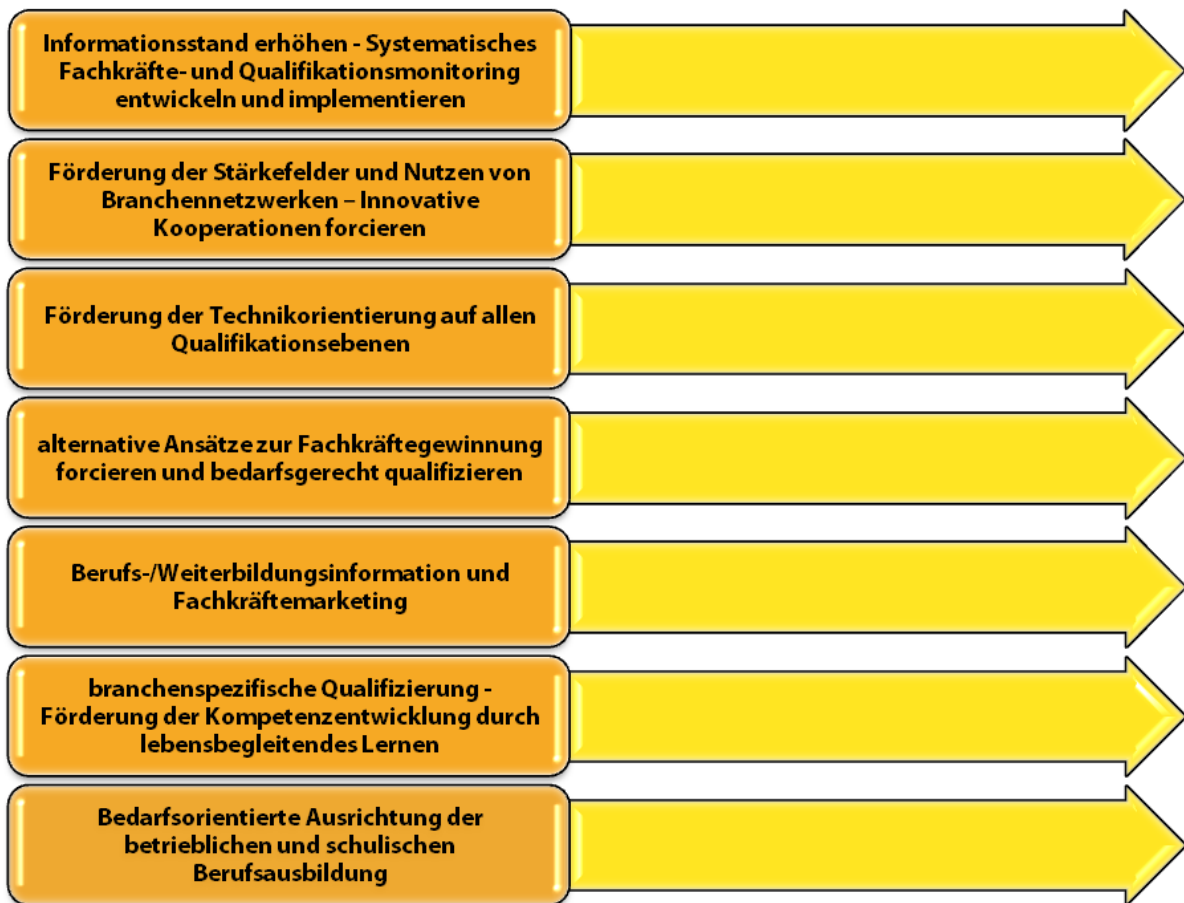 Informationsstand erhöhen - Systematisches
Fachkräfte- und Qualifikationsmonitoring
entwickeln und implementieren
Förderung der Stärkefelder und Nutzen von
Branchennetzwerken – Innovative
Kooperationen forcieren
Förderung der Technikorientierung auf allen
Qualifikationsebenen
alternative Ansätze zur Fachkräftegewinnung
forcieren und bedarfsgerecht qualifizieren
Berufs-/Weiterbildungsinformation und
Fachkräftemarketing
branchenspezifische Qualifizierung -
Förderung der Kompetenzentwicklung durch
lebensbegleitendes Lernen
Bedarfsorientierte Ausrichtung der
betrieblichen und schulischen
Berufsausbildung